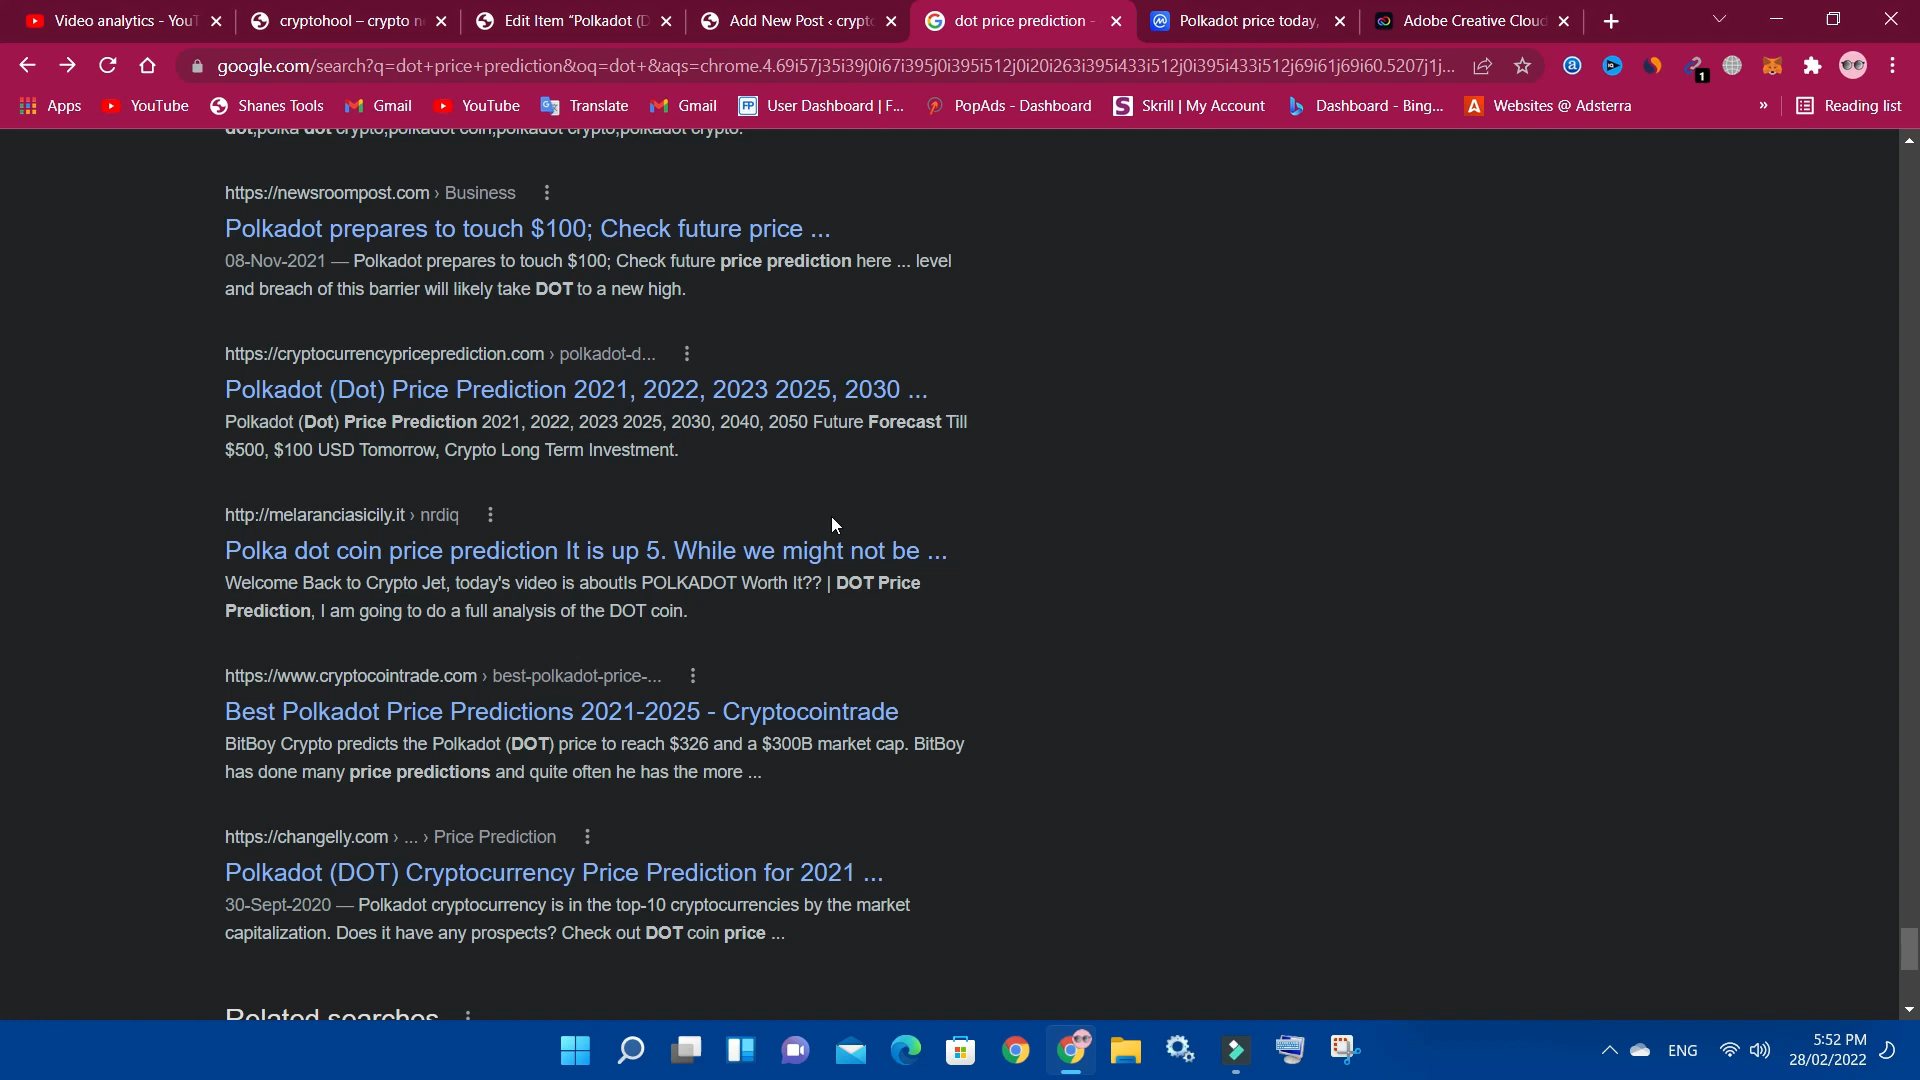 Video analytics - YouT
cryptohool – crypto n
Edit Item “Polkadot (D
Add New Post ‹ crypt
dot price prediction -
Polkadot price today,
Adobe Creative Cloud
google.com/search?q=dot+price+prediction&oq=dot+&aqs=chrome.4.69i57j35i39j0i67i395j0i395i512j0i20i263i395i433i512j0i395i433i512j69i61j69i60.5207j1j...
1
Apps
YouTube
Shanes Tools
Gmail
YouTube
Translate
Gmail
User Dashboard | F...
PopAds - Dashboard
Skrill | My Account
Dashboard - Bing...
Websites @ Adsterra
»
Reading list
dot,polka dot crypto,polkadot coin,polkadot crypto,polkadot crypto.
https://newsroompost.com › Business
Polkadot prepares to touch $100; Check future price ...
08-Nov-2021 — Polkadot prepares to touch $100; Check future price prediction here ... level
and breach of this barrier will likely take DOT to a new high.
https://cryptocurrencypriceprediction.com › polkadot-d...
Polkadot (Dot) Price Prediction 2021, 2022, 2023 2025, 2030 ...
Polkadot (Dot) Price Prediction 2021, 2022, 2023 2025, 2030, 2040, 2050 Future Forecast Till
$500, $100 USD Tomorrow, Crypto Long Term Investment.
http://melaranciasicily.it › nrdiq
Polka dot coin price prediction It is up 5. While we might not be ...
Welcome Back to Crypto Jet, today's video is aboutIs POLKADOT Worth It?? | DOT Price
Prediction, I am going to do a full analysis of the DOT coin.
https://www.cryptocointrade.com › best-polkadot-price-...
Best Polkadot Price Predictions 2021-2025 - Cryptocointrade
BitBoy Crypto predicts the Polkadot (DOT) price to reach $326 and a $300B market cap. BitBoy
has done many price predictions and quite often he has the more ...
https://changelly.com › ... › Price Prediction
Polkadot (DOT) Cryptocurrency Price Prediction for 2021 ...
30-Sept-2020 — Polkadot cryptocurrency is in the top-10 cryptocurrencies by the market
capitalization. Does it have any prospects? Check out DOT coin price ...
Related searches
ENG
5:52 PM
28/02/2022